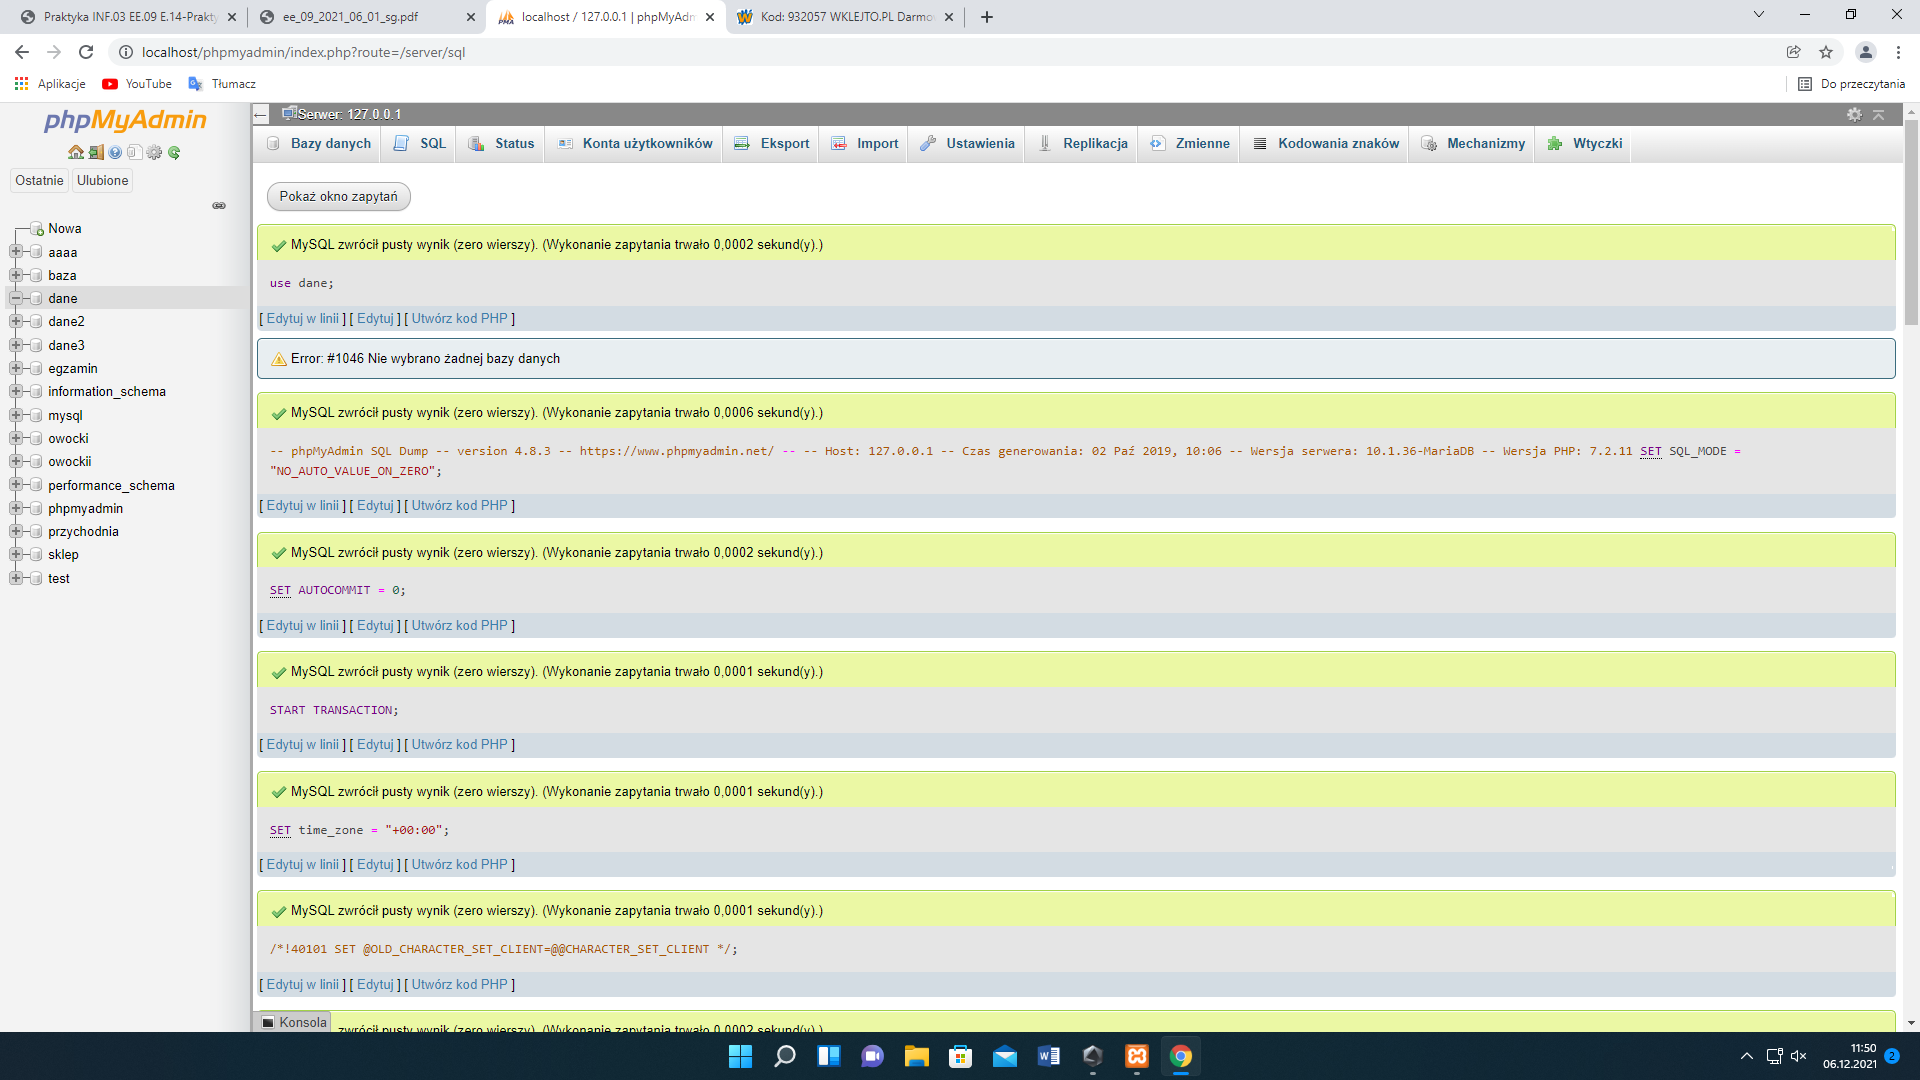 Praktyka INF.03 EE.09 E.14-Prakty
ee_09_2021_06_01_sg.pdf
localhost / 127.0.0.1 | phpMyAdm
Kod: 932057 WKLEJTO.PL Darmo
localhost/phpmyadmin/index.php?route=/server/sql
Aplikacje
YouTube
Tłumacz
Do przeczytania
phpMyAdmin
Ostatnie
Ulubione
Nowa
aaaa
baza
dane
dane2
dane3
egzamin
information_schema
mysql
owocki
owockii
performance_schema
phpmyadmin
przychodnia
sklep
test
Serwer: 127.0.0.1
Bazy danych
SQL
Status
Konta użytkowników
Eksport
Import
Ustawienia
Replikacja
Zmienne
Kodowania znaków
Mechanizmy
Wtyczki
Pokaż okno zapytań
MySQL zwrócił pusty wynik (zero wierszy). (Wykonanie zapytania trwało 0,0002 sekund(y).)
use dane;
[ Edytuj w linii ] [ Edytuj ] [ Utwórz kod PHP ]
Error: #1046 Nie wybrano żadnej bazy danych
MySQL zwrócił pusty wynik (zero wierszy). (Wykonanie zapytania trwało 0,0006 sekund(y).)
-- phpMyAdmin SQL Dump -- version 4.8.3 -- https://www.phpmyadmin.net/ -- -- Host: 127.0.0.1 -- Czas generowania: 02 Paź 2019, 10:06 -- Wersja serwera: 10.1.36-MariaDB -- Wersja PHP: 7.2.11 SET SQL_MODE =
"NO_AUTO_VALUE_ON_ZERO";
[ Edytuj w linii ] [ Edytuj ] [ Utwórz kod PHP ]
MySQL zwrócił pusty wynik (zero wierszy). (Wykonanie zapytania trwało 0,0002 sekund(y).)
SET AUTOCOMMIT = 0;
[ Edytuj w linii ] [ Edytuj ] [ Utwórz kod PHP ]
MySQL zwrócił pusty wynik (zero wierszy). (Wykonanie zapytania trwało 0,0001 sekund(y).)
START TRANSACTION;
[ Edytuj w linii ] [ Edytuj ] [ Utwórz kod PHP ]
MySQL zwrócił pusty wynik (zero wierszy). (Wykonanie zapytania trwało 0,0001 sekund(y).)
SET time_zone = "+00:00";
[ Edytuj w linii ] [ Edytuj ] [ Utwórz kod PHP ]
MySQL zwrócił pusty wynik (zero wierszy). (Wykonanie zapytania trwało 0,0001 sekund(y).)
/*!40101 SET @OLD_CHARACTER_SET_CLIENT=@@CHARACTER_SET_CLIENT */;
[ Edytuj w linii ] [ Edytuj ] [ Utwórz kod PHP ]
Konsola
zwrócił pusty wynik (zero wierszy). (Wykonanie zapytania trwało 0,0002 sekund(y).)
11:50
06.12.2021
2